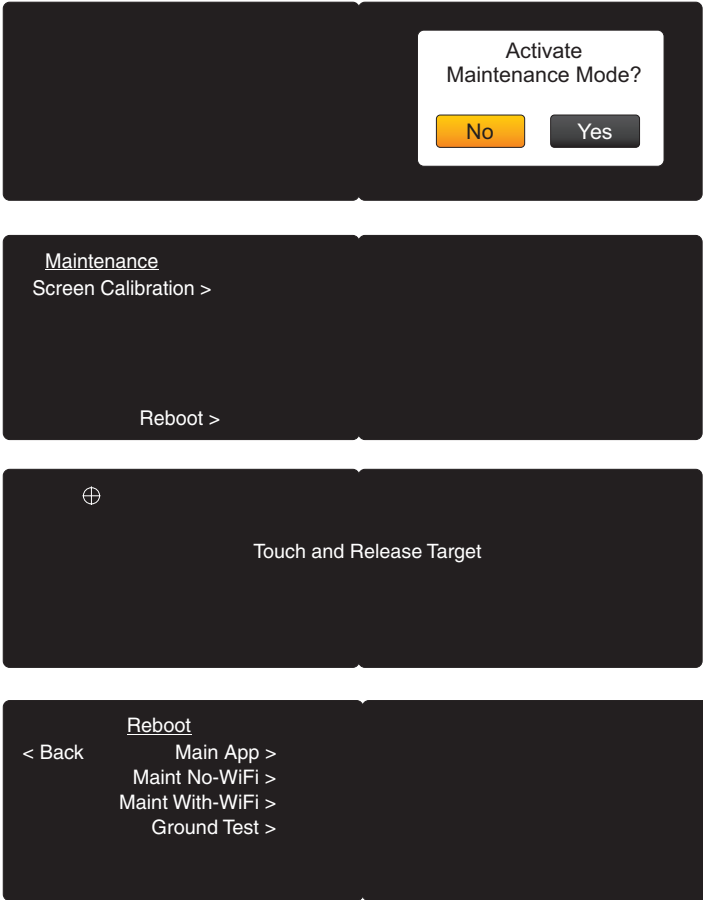 Activate
Maintenance Mode?
No Yes
Maintenance
Screen Calibration >
Reboot >
Touch and Release Target
Reboot
< Back Main App >
Maint No-WiFi >
Maint With-WiFi >
Ground Test >